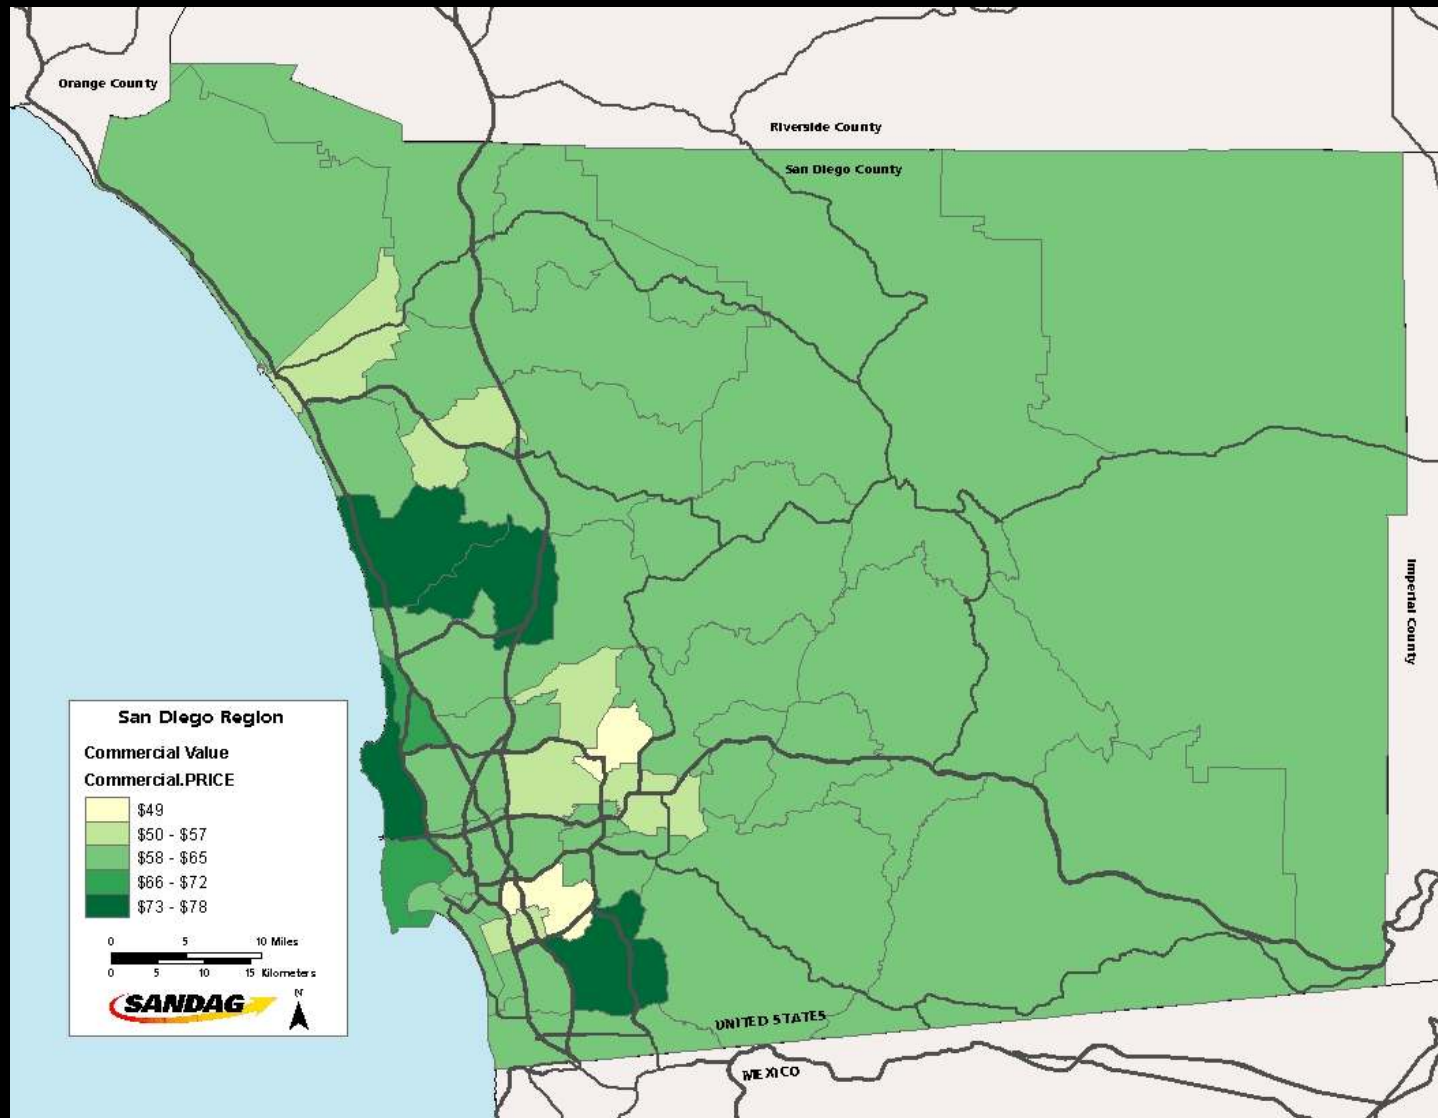 Orange County
Riverside County
San Diego County
Imperial County
San Diego Region
Commercial Value
Commercial.PRICE
$49
$50 - $57
$58 - $65
$66 - $72
$73 - $78
0 5 10 Miles
0 5 10 15 Kilometers
SANDAG
N
UNITED STATES
MEXICO